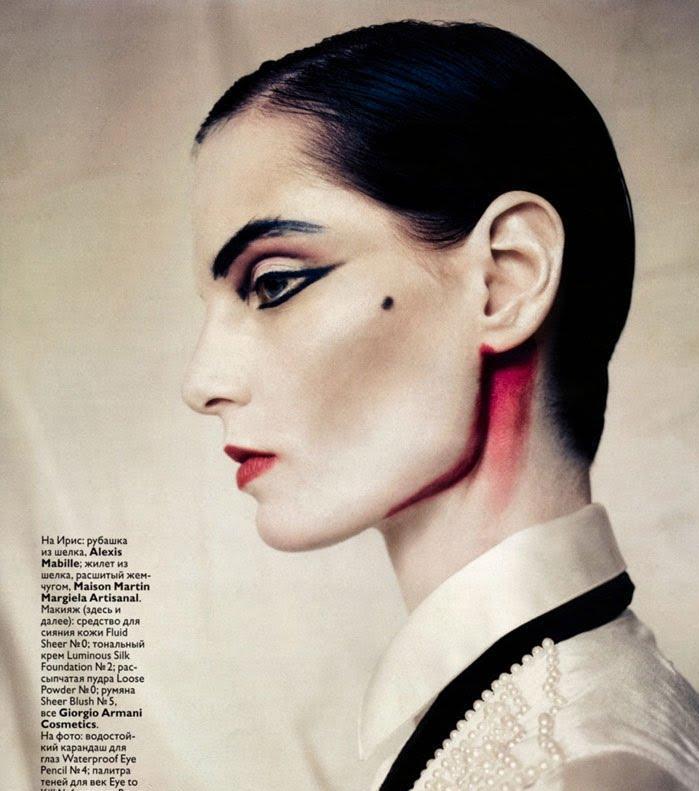 На Ирис: рубашка
из шелка, Alexis
Mabille; жилет из
шелка, расшитый жем-
чугом, Maison Martin
Margiela Artisanal.
Макияж (здесь и
далее): средство для
сияния кожи Fluid
Sheer №0; тональный
крем Luminous Silk
Foundation №2; рас-
сыпчатая пудра Loose
Powder №0; румяна
Sheer Blush №5,
все Giorgio Armani
Cosmetics.
На фото: водостой-
кий карандаш для
глаз Waterproof Eye
Pencil №4; палитра
теней для век Eye to